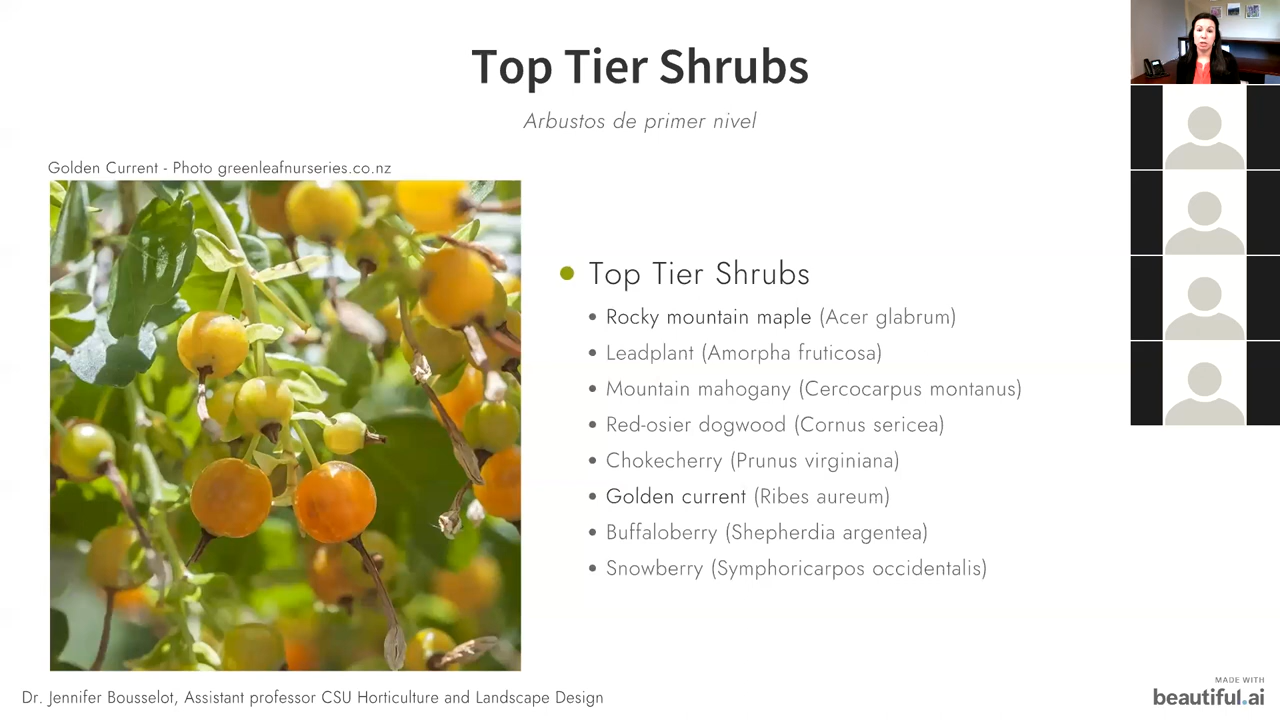 Top Tier Shrubs
Arbustos de primer nivel
Golden Current - Photo greenleafnurseries.co.nz
Top Tier Shrubs
Rocky mountain maple (Acer glabrum)
Leadplant (Amorpha fruticosa)
Mountain mahogany (Cercocarpus montanus)
Red-osier dogwood (Cornus sericea)
Chokecherry (Prunus virginiana)
Golden current (Ribes aureum)
Buffaloberry (Shepherdia argentea)
Snowberry (Symphoricarpos occidentalis)
Dr. Jennifer Bousselot, Assistant professor CSU Horticulture and Landscape Design
MADE WITH
beautiful.ai